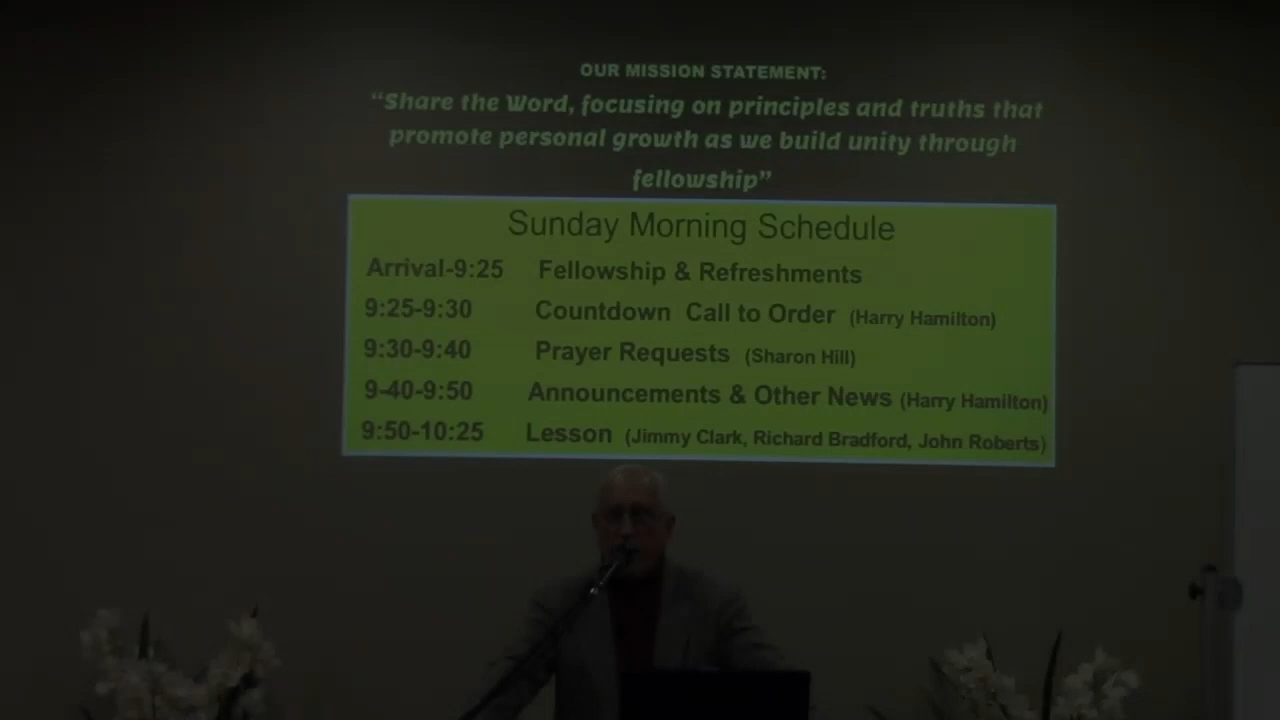 OUR MISSION STATEMENT:
“Share the Word, focusing on principles and truths that
promote personal growth as we build unity through
fellowship”
Sunday Morning Schedule
Arrival-9:25 Fellowship & Refreshments
9:25-9:30 Countdown Call to Order (Harry Hamilton)
9:30-9:40 Prayer Requests (Sharon Hill)
9-40-9:50 Announcements & Other News (Harry Hamilton)
9:50-10:25 Lesson (Jimmy Clark, Richard Bradford, John Roberts)